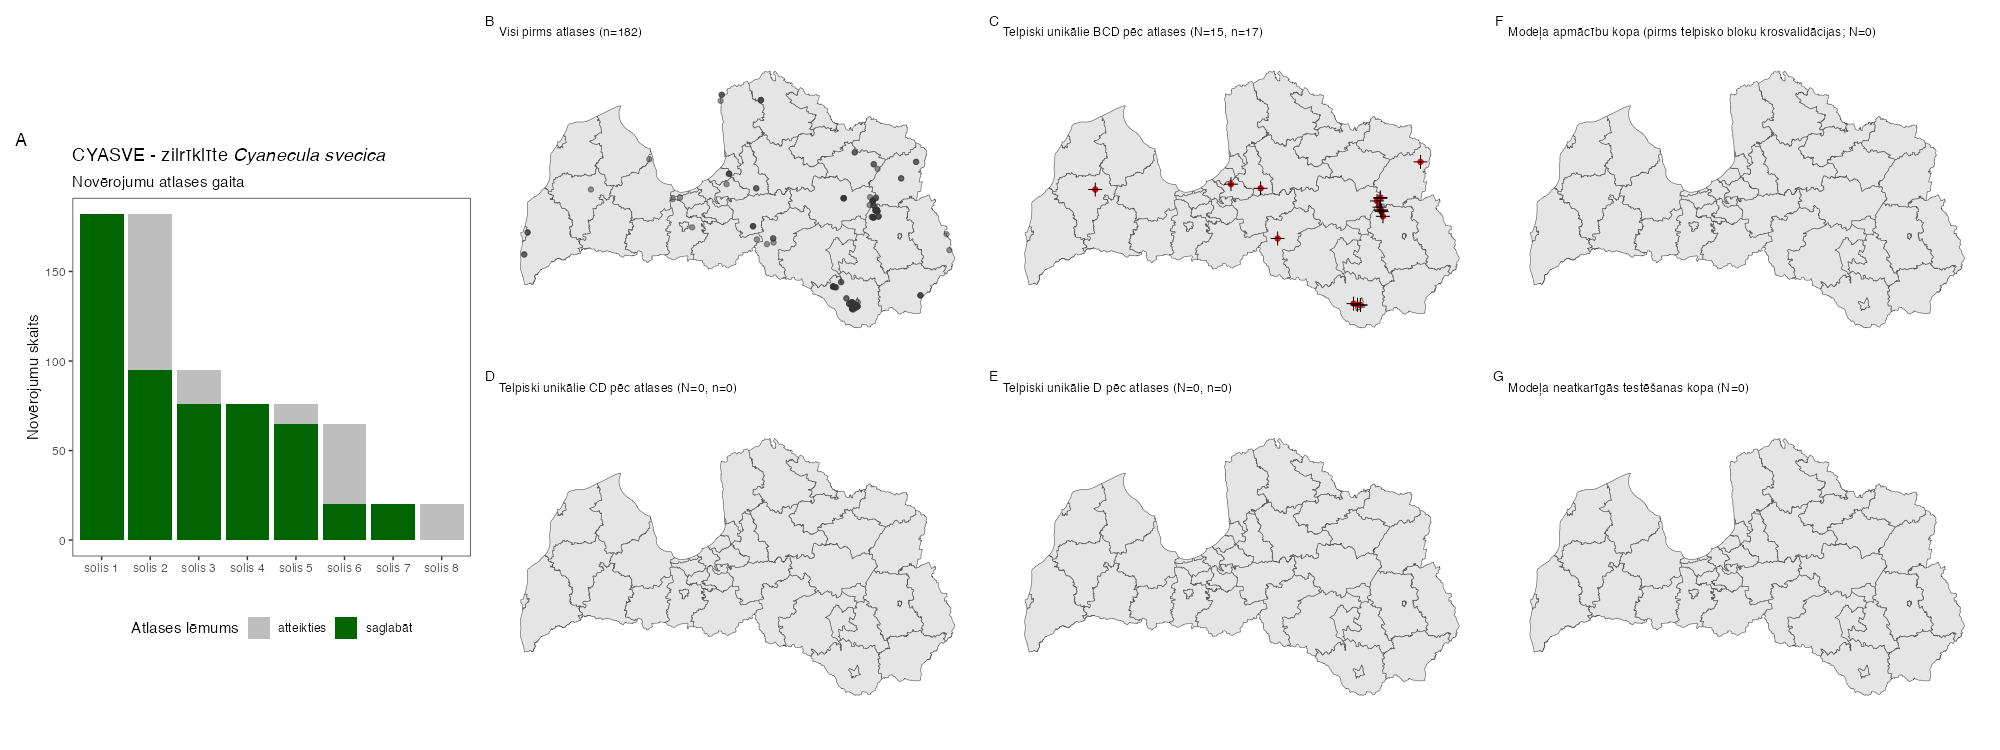 A
CYASVE - zilrīklīte Cyanecula svecica
Novērojumu atlases gaita
Novērojumu skaits
150
100
50
0
solis 1 solis 2 solis 3 solis 4 solis 5 solis 6 solis 7 solis 8
Atlases lēmums atteikties saglabāt
B
Visi pirms atlases (n=182)
C
Telpiski unikālie BCD pēc atlases (N=15, n=17)
F
Modeļa apmācību kopa (pirms telpisko bloku krosvalidācijas; N=0)
D
Telpiski unikālie CD pēc atlases (N=0, n=0)
E
Telpiski unikālie D pēc atlases (N=0, n=0)
G
Modeļa neatkarīgās testēšanas kopa (N=0)